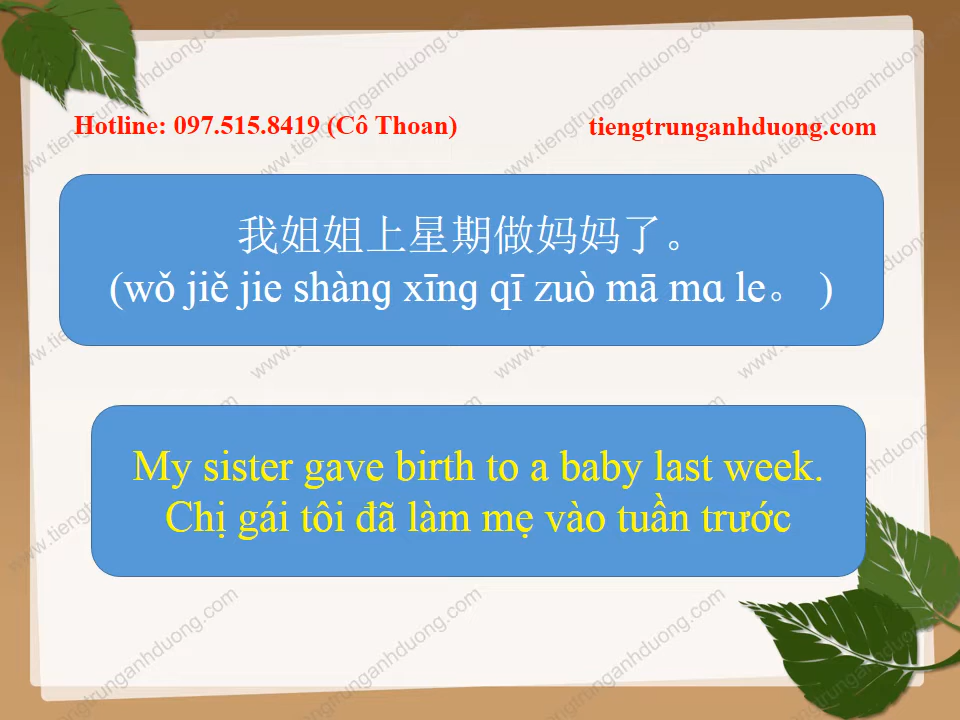 Hotline: 097.515.8419 (Cô Thoan)
tiengtrunganhduong.com
我姐姐上星期做妈妈了。
(wǒ jiě jie shànɡ xīnɡ qī zuò mā mɑ le。 )
My sister gave birth to a baby last week.
Chị gái tôi đã làm mẹ vào tuần trước